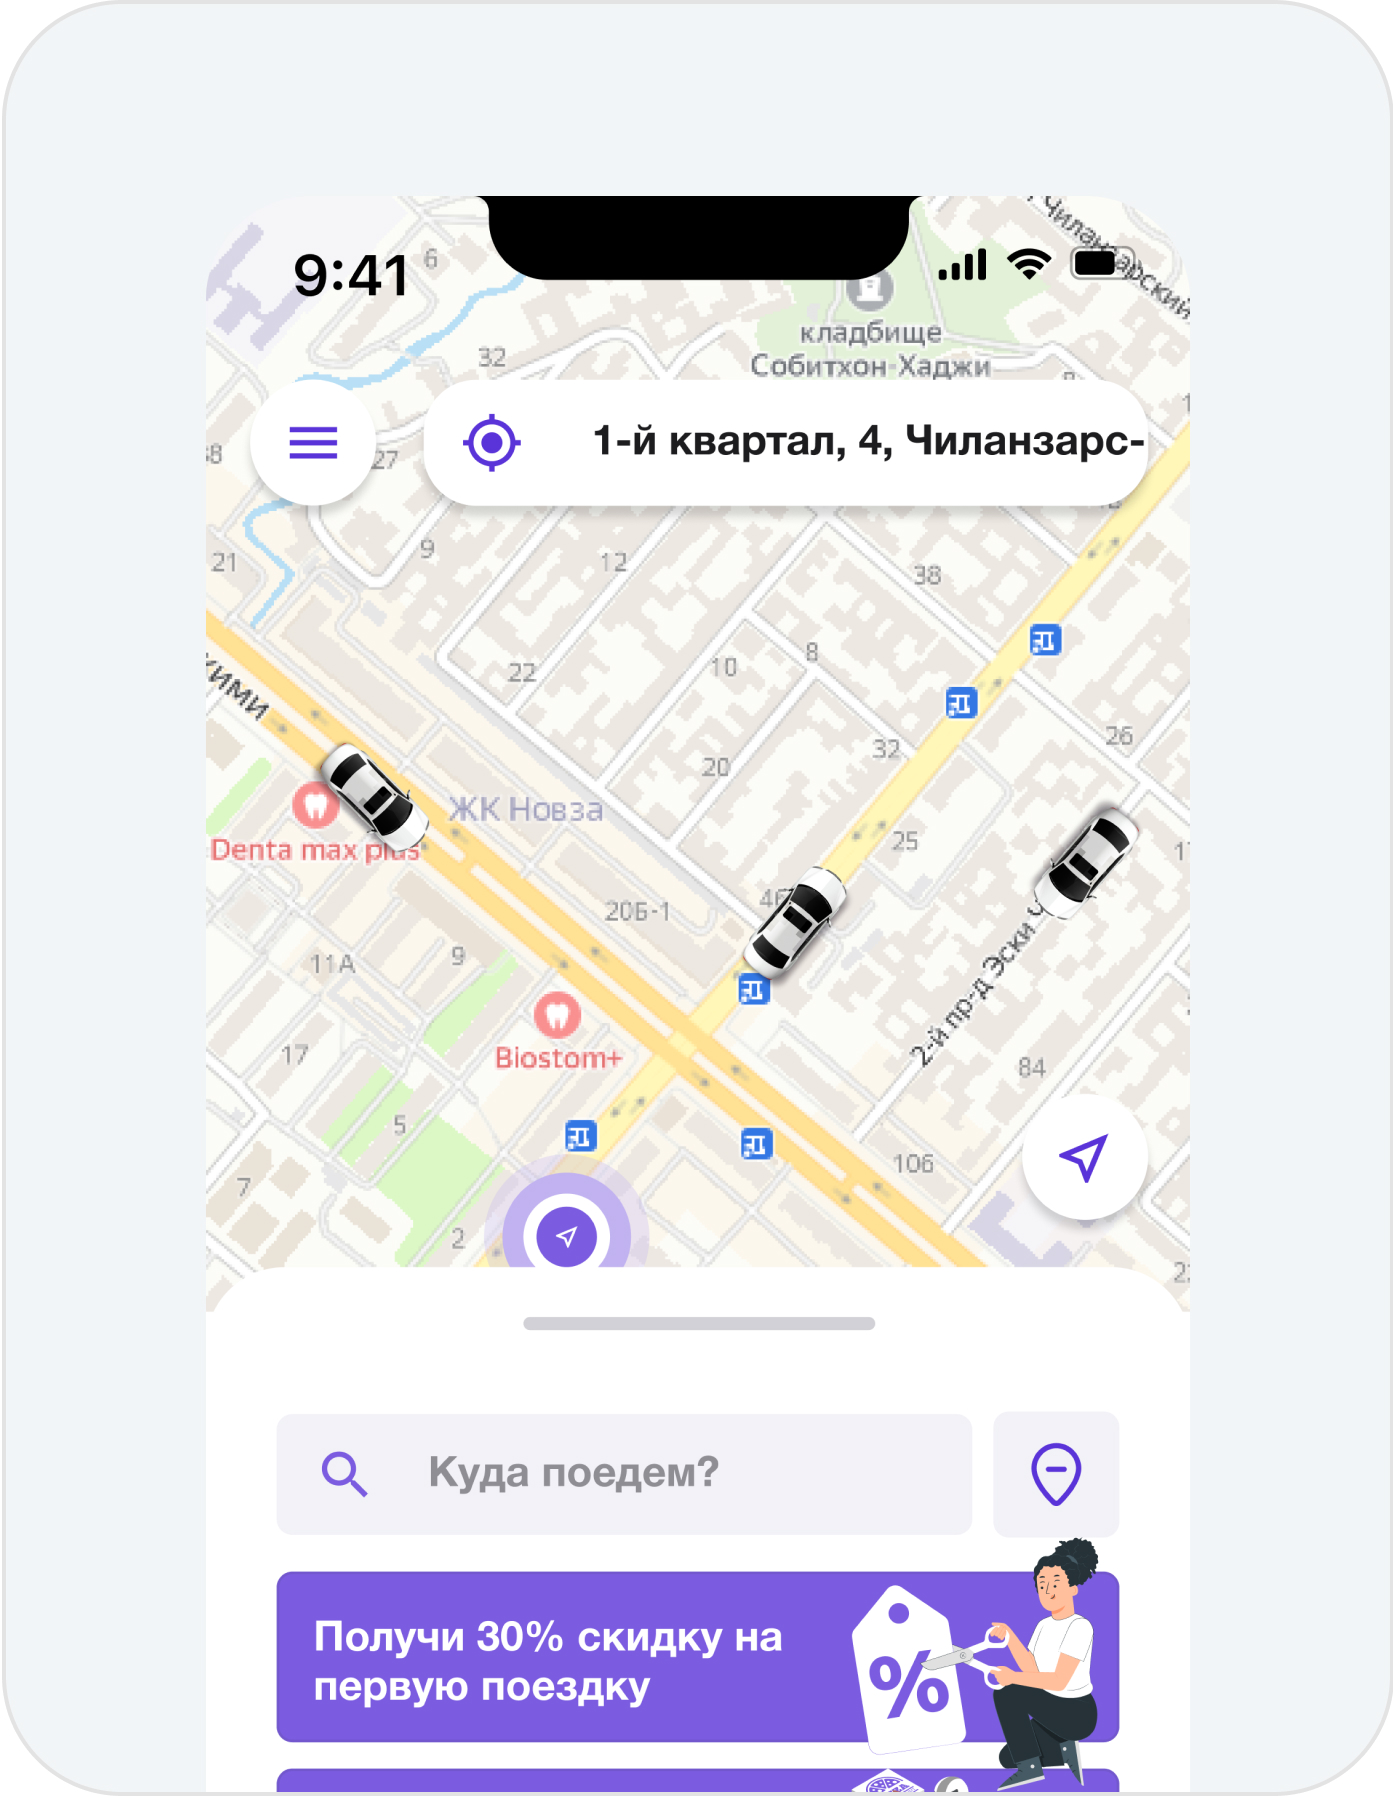 Чиланзарский
9:41
6
кладбище
Собитхон-Хаджи
32
1-й квартал, 4, Чиланзарс-
27
9
21
12
38
8
22
10
26
32
20
ЖК Новза
Denta max plus
25
20Б-1
9
11А
2-й пр-д Эски
Biostom+
17
84
5
106
7
2
Куда поедем?
Получи 30% скидку на
первую поездку
%